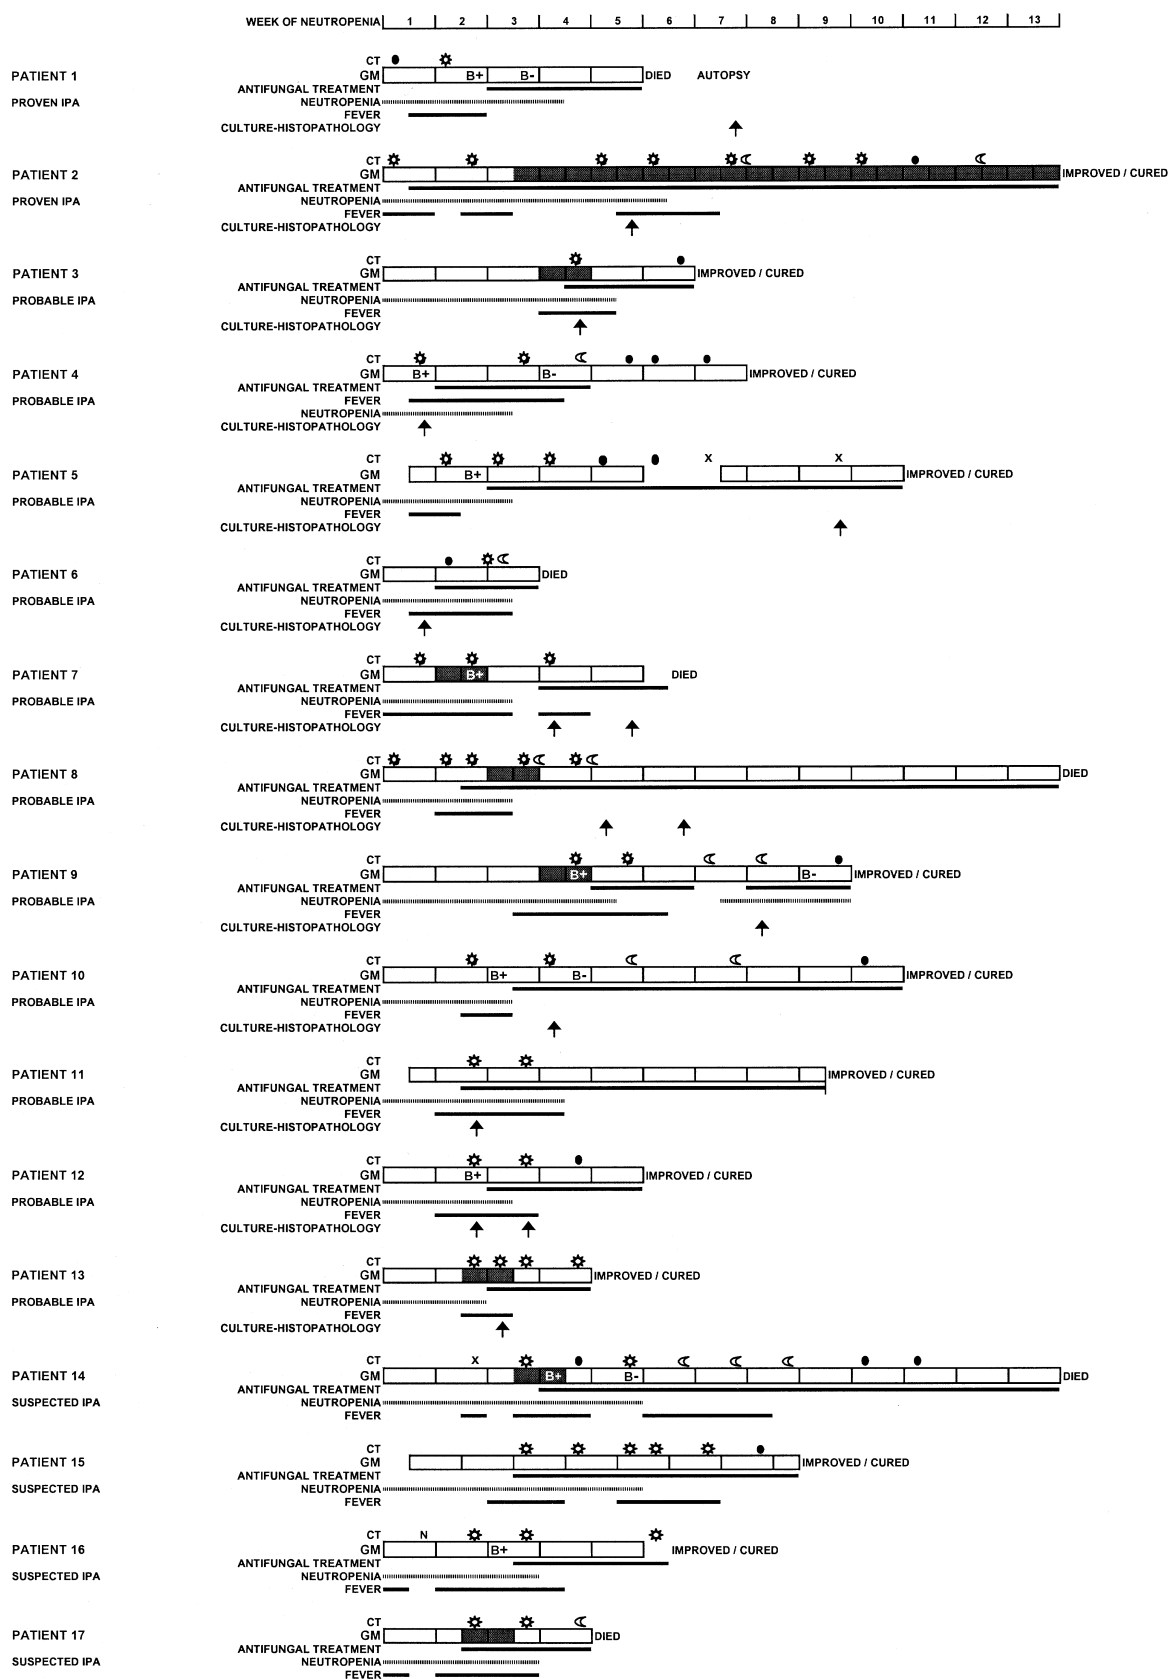 WEEK OF NEUTROPENIA 1 2 3 4 5 6 7 8 9 10 11 12 13
CT
PATIENT 1 GM B+ B- DIED AUTOPSY
ANTIFUNGAL TREATMENT
PROVEN IPA NEUTROPENIA
FEVER
CULTURE-HISTOPATHOLOGY
CT
PATIENT 2 GM IMPROVED / CURED
ANTIFUNGAL TREATMENT
PROVEN IPA NEUTROPENIA
FEVER
CULTURE-HISTOPATHOLOGY
CT
PATIENT 3 GM IMPROVED / CURED
ANTIFUNGAL TREATMENT
PROBABLE IPA NEUTROPENIA
FEVER
CULTURE-HISTOPATHOLOGY
CT
PATIENT 4 GM B+ B- IMPROVED / CURED
ANTIFUNGAL TREATMENT
PROBABLE IPA FEVER
NEUTROPENIA
CULTURE-HISTOPATHOLOGY
CT X X
PATIENT 5 GM B+ IMPROVED / CURED
ANTIFUNGAL TREATMENT
PROBABLE IPA NEUTROPENIA
FEVER
CULTURE-HISTOPATHOLOGY
CT
PATIENT 6 GM DIED
ANTIFUNGAL TREATMENT
PROBABLE IPA NEUTROPENIA
FEVER
CULTURE-HISTOPATHOLOGY
CT
PATIENT 7 GM B+ DIED
ANTIFUNGAL TREATMENT
PROBABLE IPA NEUTROPENIA
FEVER
CULTURE-HISTOPATHOLOGY
CT
PATIENT 8 GM DIED
ANTIFUNGAL TREATMENT
PROBABLE IPA NEUTROPENIA
FEVER
CULTURE-HISTOPATHOLOGY
CT
PATIENT 9 GM B+ B- IMPROVED / CURED
ANTIFUNGAL TREATMENT
PROBABLE IPA NEUTROPENIA
FEVER
CULTURE-HISTOPATHOLOGY
CT
PATIENT 10 GM B+ B- IMPROVED / CURED
ANTIFUNGAL TREATMENT
PROBABLE IPA NEUTROPENIA
FEVER
CULTURE-HISTOPATHOLOGY
CT
PATIENT 11 GM IMPROVED / CURED
ANTIFUNGAL TREATMENT
PROBABLE IPA NEUTROPENIA
FEVER
CULTURE-HISTOPATHOLOGY
CT
PATIENT 12 GM B+ IMPROVED / CURED
ANTIFUNGAL TREATMENT
PROBABLE IPA NEUTROPENIA
FEVER
CULTURE-HISTOPATHOLOGY
CT
PATIENT 13 GM IMPROVED / CURED
ANTIFUNGAL TREATMENT
PROBABLE IPA NEUTROPENIA
FEVER
CULTURE-HISTOPATHOLOGY
CT X
PATIENT 14 GM B+ B- DIED
ANTIFUNGAL TREATMENT
SUSPECTED IPA NEUTROPENIA
FEVER
CT
PATIENT 15 GM IMPROVED / CURED
ANTIFUNGAL TREATMENT
SUSPECTED IPA NEUTROPENIA
FEVER
CT N
PATIENT 16 GM B+ IMPROVED / CURED
ANTIFUNGAL TREATMENT
SUSPECTED IPA NEUTROPENIA
FEVER
CT
PATIENT 17 GM DIED
ANTIFUNGAL TREATMENT
SUSPECTED IPA NEUTROPENIA
FEVER